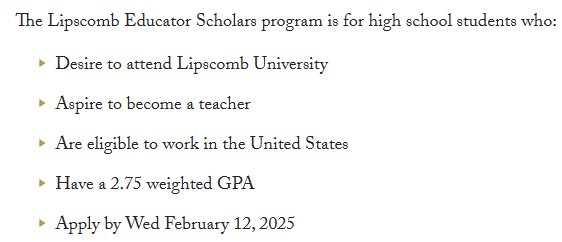 The Lipscomb Educator Scholars program is for high school students who:
Desire to attend Lipscomb University
Aspire to become a teacher
Are eligible to work in the United States
Have a 2.75 weighted GPA
Apply by Wed February 12, 2025